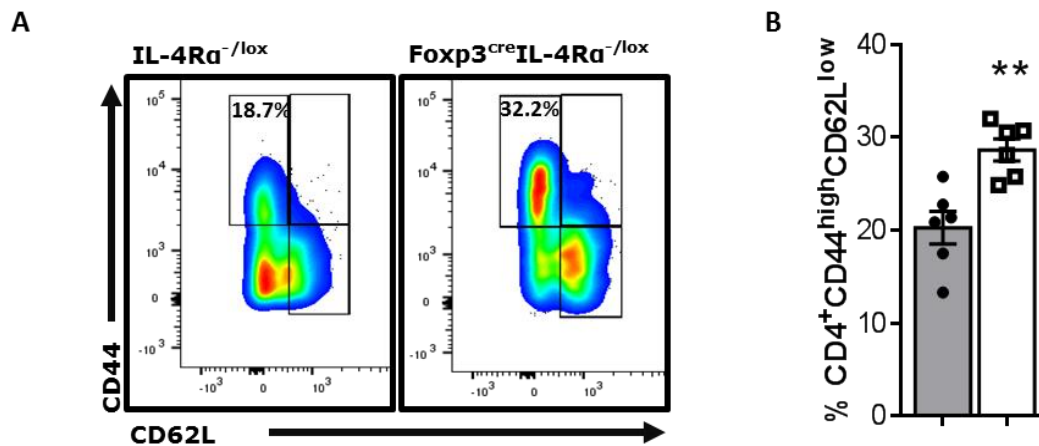 A
IL-4Rα⁻/ˡᵒˣ
Foxp3ᶜʳᵉIL-4Rα⁻/ˡᵒˣ
18.7%
10⁵
10⁴
10³
0
-10³
-10³ 0 10³
32.2%
10⁵
10⁴
10³
0
-10³
-10³ 0 10³
CD44
CD62L
B
% CD4⁺CD44ʰⁱᵍʰCD62Lˡᵒʷ
40
30
20
10
0
**